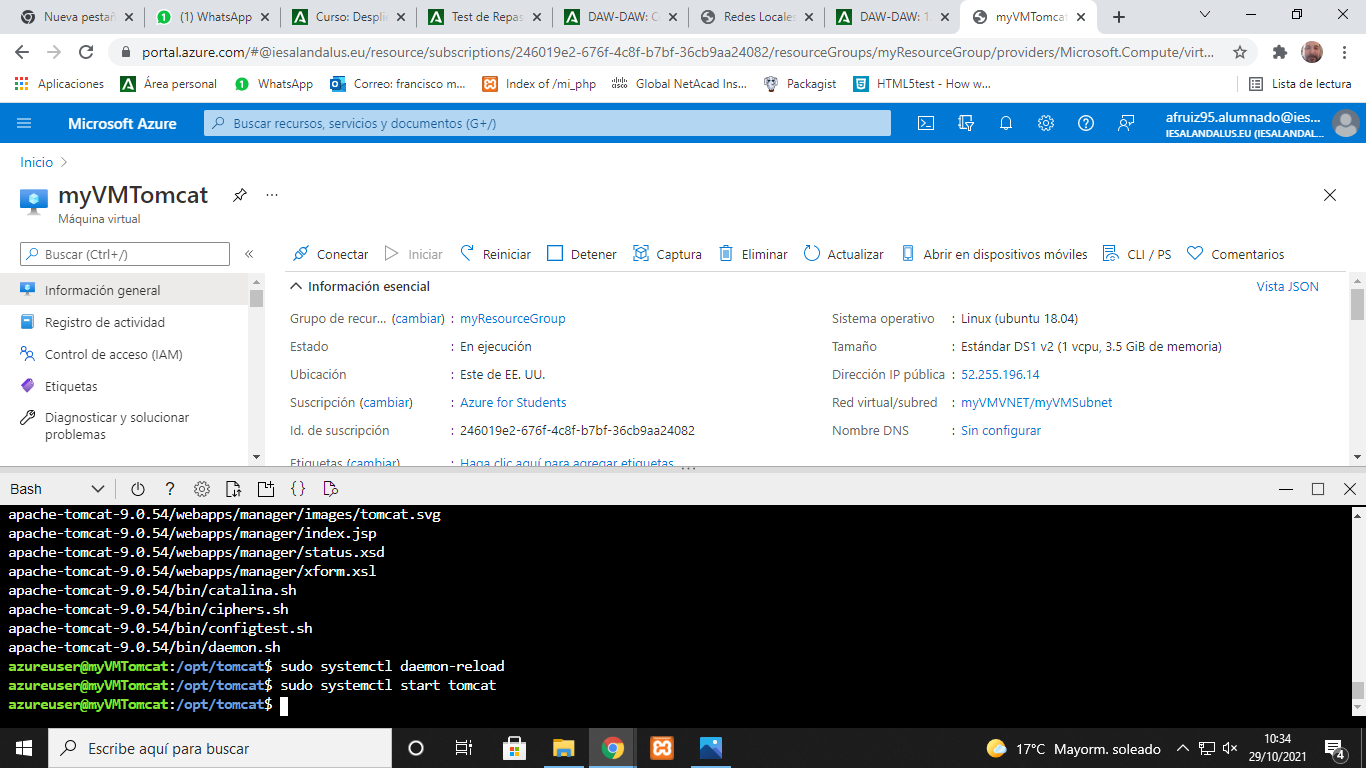 Nueva pestañ
(1) WhatsApp
Curso: Desplie
Test de Repas
DAW-DAW: C
Redes Locales
DAW-DAW: 1.
myVMTomcat
portal.azure.com/#@iesalandalus.eu/resource/subscriptions/246019e2-676f-4c8f-b7bf-36cb9aa24082/resourceGroups/myResourceGroup/providers/Microsoft.Compute/virt...
Aplicaciones
Área personal
WhatsApp
Correo: francisco m...
Index of /mi_php
Global NetAcad Ins...
Packagist
HTML5test - How w...
Lista de lectura
Microsoft Azure
Buscar recursos, servicios y documentos (G+/)
afruiz95.alumnado@ies...
IESALANDALUS.EU (IESALANDAL...
Inicio
myVMTomcat
...
Máquina virtual
Buscar (Ctrl+/)
Conectar
Iniciar
Reiniciar
Detener
Captura
Eliminar
Actualizar
Abrir en dispositivos móviles
CLI / PS
Comentarios
Información general
Registro de actividad
Control de acceso (IAM)
Etiquetas
Diagnosticar y solucionar
problemas
Información esencial
Vista JSON
Grupo de recur... (cambiar) : myResourceGroup
Estado : En ejecución
Ubicación : Este de EE. UU.
Suscripción (cambiar) : Azure for Students
Id. de suscripción : 246019e2-676f-4c8f-b7bf-36cb9aa24082
Etiquetas (cambiar) : Haga clic aquí para agregar etiquetas
Sistema operativo : Linux (ubuntu 18.04)
Tamaño : Estándar DS1 v2 (1 vcpu, 3.5 GiB de memoria)
Dirección IP pública : 52.255.196.14
Red virtual/subred : myVMVNET/myVMSubnet
Nombre DNS : Sin configurar
Bash
apache-tomcat-9.0.54/webapps/manager/images/tomcat.svg
apache-tomcat-9.0.54/webapps/manager/index.jsp
apache-tomcat-9.0.54/webapps/manager/status.xsd
apache-tomcat-9.0.54/webapps/manager/xform.xsl
apache-tomcat-9.0.54/bin/catalina.sh
apache-tomcat-9.0.54/bin/ciphers.sh
apache-tomcat-9.0.54/bin/configtest.sh
apache-tomcat-9.0.54/bin/daemon.sh
azureuser@myVMTomcat:/opt/tomcat$ sudo systemctl daemon-reload
azureuser@myVMTomcat:/opt/tomcat$ sudo systemctl start tomcat
azureuser@myVMTomcat:/opt/tomcat$
Escribe aquí para buscar
17°C Mayorm. soleado
10:34
29/10/2021
4